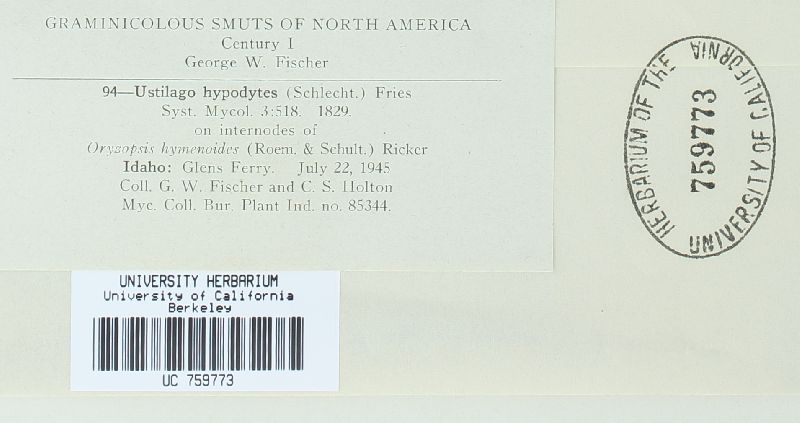 GRAMINICOLOUS SMUTS OF NORTH AMERICA
Century I
George W. Fischer
94—Ustilago hypodytes (Schlecht.) Fries
Syst. Mycol. 3:518. 1829.
on internodes of
Oryzopsis hymenoides (Roem. & Schult.) Ricker
Idaho: Glens Ferry. July 22, 1945
Coll. G. W. Fischer and C. S. Holton
Myc. Coll. Bur. Plant Ind. no. 85344.
HERBARIUM OF THE
UNIVERSITY OF CALIFORNIA
759773
UNIVERSITY HERBARIUM
University of California
Berkeley
UC 759773